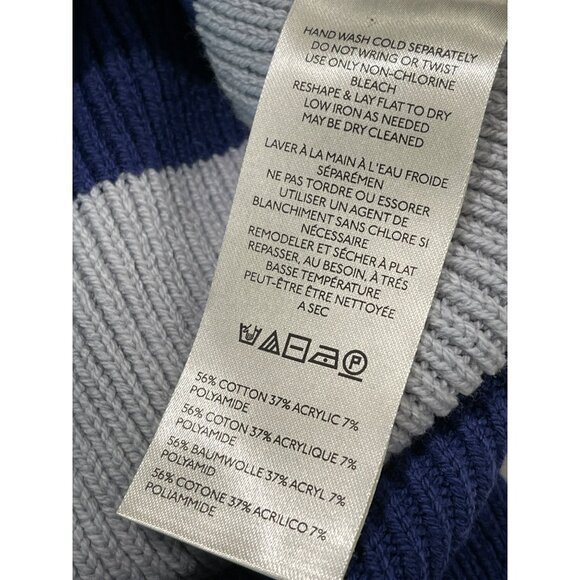 HAND WASH COLD SEPARATELY
DO NOT WRING OR TWIST
USE ONLY NON-CHLORINE
BLEACH
RESHAPE & LAY FLAT TO DRY
LOW IRON AS NEEDED
MAY BE DRY CLEANED
LAVER À LA MAIN À L'EAU FROIDE
SÉPARÉMEN
NE PAS TORDRE OU ESSORER
UTILISER UN AGENT DE
BLANCHIMENT SANS CHLORE SI
NÉCESSAIRE
REMODELER ET SÉCHER À PLAT
REPASSER, AU BESOIN, À TRÉS
BASSE TEMPÉRATURE
PEUT-ÊTRE ÊTRE NETTOYÉE
A SEC
P
56% COTTON 37% ACRYLIC 7%
POLYAMIDE
56% COTON 37% ACRYLIQUE 7%
POLYAMIDE
56% BAUMWOLLE 37% ACRYL 7%
POLYAMID
56% COTONE 37% ACRILICO 7%
POLIAMMIDE